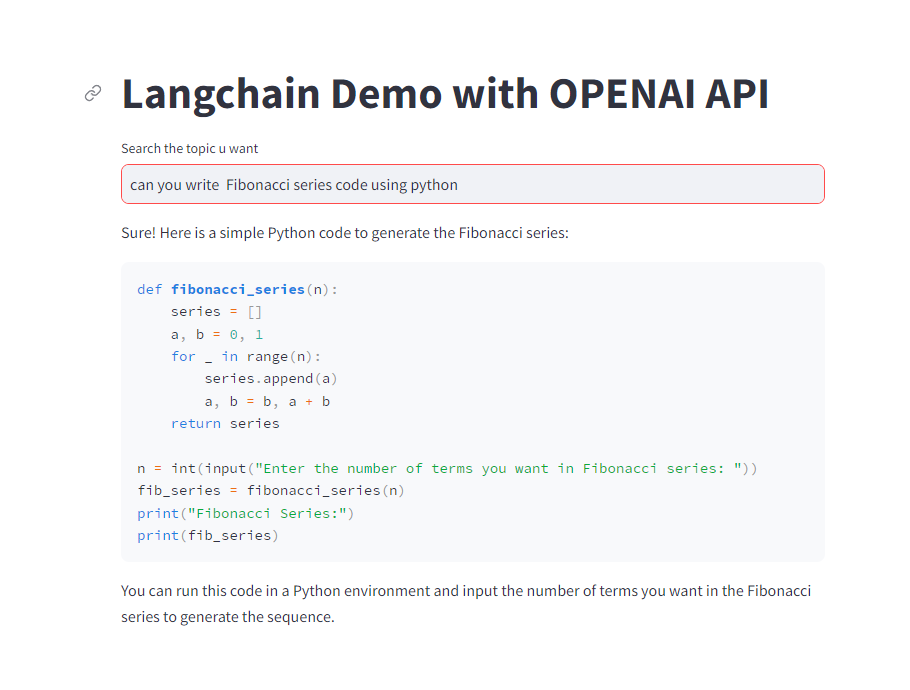 Langchain Demo with OPENAI API
Search the topic u want
can you write  Fibonacci series code using python
Sure! Here is a simple Python code to generate the Fibonacci series:
def fibonacci_series(n):
    series = []
    a, b = 0, 1
    for _ in range(n):
        series.append(a)
        a, b = b, a + b
    return series

n = int(input("Enter the number of terms you want in Fibonacci series: "))
fib_series = fibonacci_series(n)
print("Fibonacci Series:")
print(fib_series)
You can run this code in a Python environment and input the number of terms you want in the Fibonacci
series to generate the sequence.